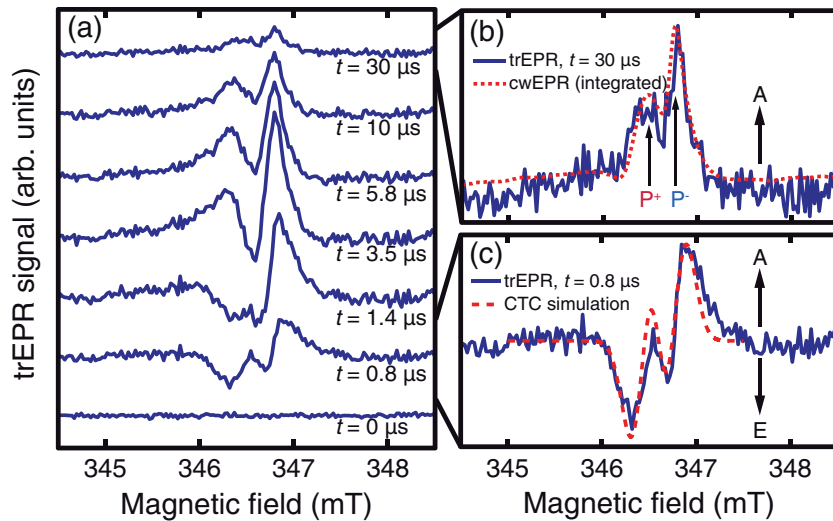 (a)
t = 30 µs
t = 10 µs
t = 5.8 µs
t = 3.5 µs
t = 1.4 µs
t = 0.8 µs
t = 0 µs
trEPR signal (arb. units)
345 346 347 348
Magnetic field (mT)
(b)
trEPR, t = 30 µs
cwEPR (integrated)
A
P+ P-
(c)
trEPR, t = 0.8 µs
CTC simulation
A
E
345 346 347 348
Magnetic field (mT)